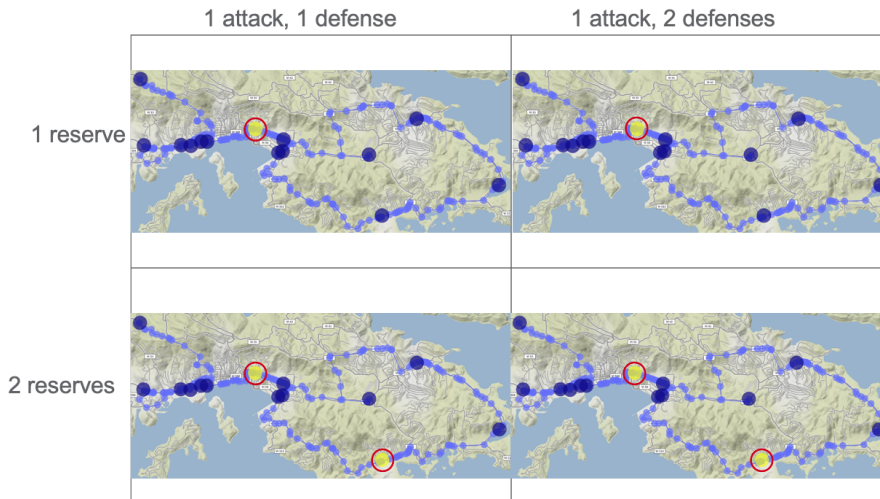 1 attack, 1 defense
1 attack, 2 defenses
1 reserve
2 reserves